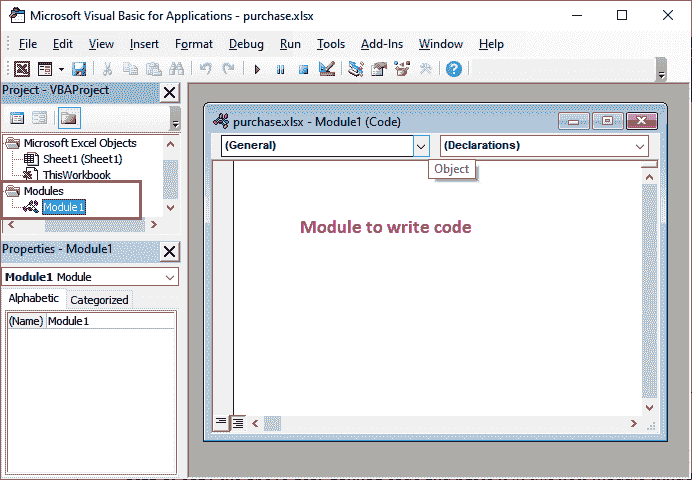 Microsoft Visual Basic for Applications - purchase.xlsx
File Edit View Insert Format Debug Run Tools Add-Ins Window Help
Project - VBAProject
Microsoft Excel Objects
Sheet1 (Sheet1)
ThisWorkbook
Modules
Module1
Properties - Module1
Module1 Module
Alphabetic Categorized
(Name) Module1
purchase.xlsx - Module1 (Code)
(General) (Declarations)
Object
Module to write code